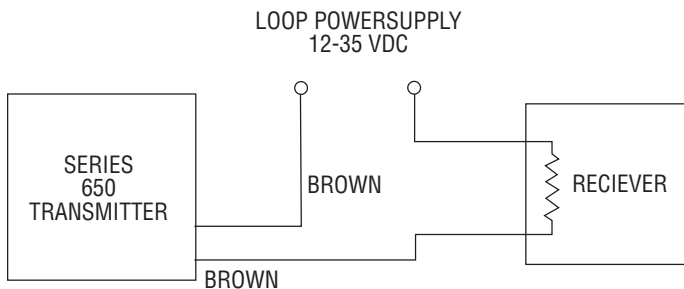 LOOP POWERSUPPLY
12-35 VDC
SERIES
650
TRANSMITTER
BROWN
RECIEVER
BROWN